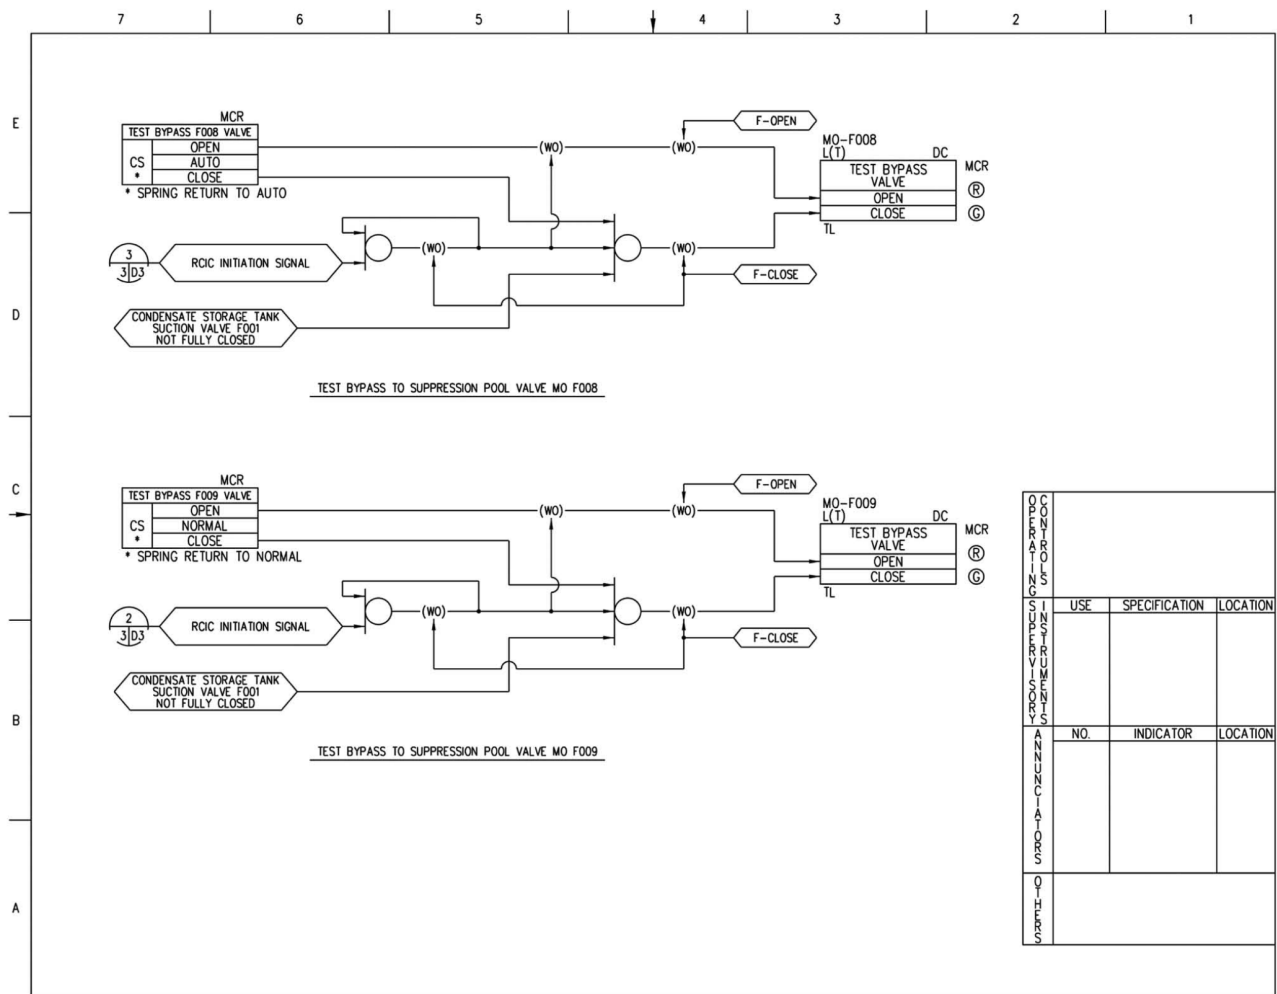 7 6 5 4 3 2 1
E
MCR
TEST BYPASS F008 VALVE
CS
*
OPEN
AUTO
CLOSE
* SPRING RETURN TO AUTO
(WO)
(WO)
F-OPEN
MO-F008
L(T) DC
TEST BYPASS
VALVE
OPEN
CLOSE
TL
MCR
R
G
3
3 D3
RCIC INITIATION SIGNAL
(WO)
(WO)
F-CLOSE
D
CONDENSATE STORAGE TANK
SUCTION VALVE F001
NOT FULLY CLOSED
TEST BYPASS TO SUPPRESSION POOL VALVE MO F008
C
MCR
TEST BYPASS F009 VALVE
CS
*
OPEN
NORMAL
CLOSE
* SPRING RETURN TO NORMAL
(WO)
(WO)
F-OPEN
MO-F009
L(T) DC
TEST BYPASS
VALVE
OPEN
CLOSE
TL
MCR
R
G
2
3 D3
RCIC INITIATION SIGNAL
(WO)
(WO)
F-CLOSE
B
CONDENSATE STORAGE TANK
SUCTION VALVE F001
NOT FULLY CLOSED
TEST BYPASS TO SUPPRESSION POOL VALVE MO F009
A
OPERATING
CONTROLS
SUPERVISORY
INSTRUMENTS
USE SPECIFICATION LOCATION
ANNUNCIATORS
NO. INDICATOR LOCATION
OTHERS